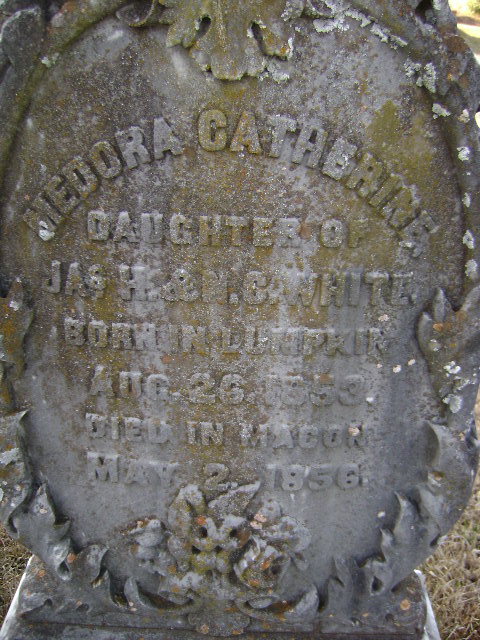 MEDORA CATHERINE,
DAUGHTER OF
JAS H. & N. C. WHITE
BORN IN LUMPKIN
AUG. 26. 1853,
DIED IN MACON
MAY 2. 1856.